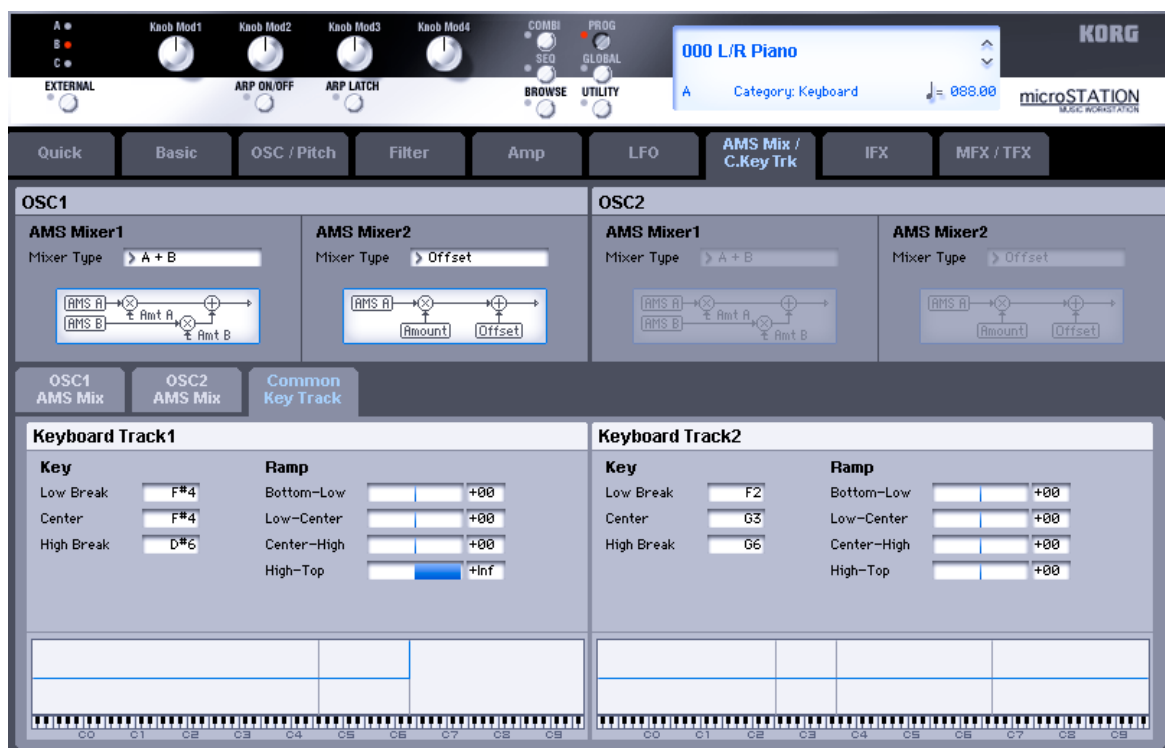 A
B
C
Knob Mod1 Knob Mod2 Knob Mod3 Knob Mod4
COMBI PROG
SEQ GLOBAL
EXTERNAL ARP ON/OFF ARP LATCH BROWSE UTILITY
000 L/R Piano
A Category: Keyboard ♩= 088.00
KORG
microSTATION
MUSIC WORKSTATION
Quick Basic OSC / Pitch Filter Amp LFO AMS Mix / C.Key Trk IFX MFX / TFX
OSC1 OSC2
AMS Mixer1 AMS Mixer2 AMS Mixer1 AMS Mixer2
Mixer Type A + B Mixer Type Offset Mixer Type A + B Mixer Type Offset
AMS A Amt A AMS B Amt B
AMS A Amount Offset
AMS A Amt A AMS B Amt B
AMS A Amount Offset
OSC1 AMS Mix OSC2 AMS Mix Common Key Track
Keyboard Track1
Key Ramp
Low Break F#4 Bottom-Low +00
Center F#4 Low-Center +00
High Break D#6 Center-High +00
High-Top +Inf
C0 C1 C2 C3 C4 C5 C6 C7 C8 C9
Keyboard Track2
Key Ramp
Low Break F2 Bottom-Low +00
Center G3 Low-Center +00
High Break G6 Center-High +00
High-Top +00
C0 C1 C2 C3 C4 C5 C6 C7 C8 C9